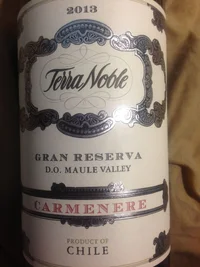 2013
TerraNoble
GRAN RESERVA
D.O. MAULE VALLEY
CARMENERE
PRODUCT OF
CHILE